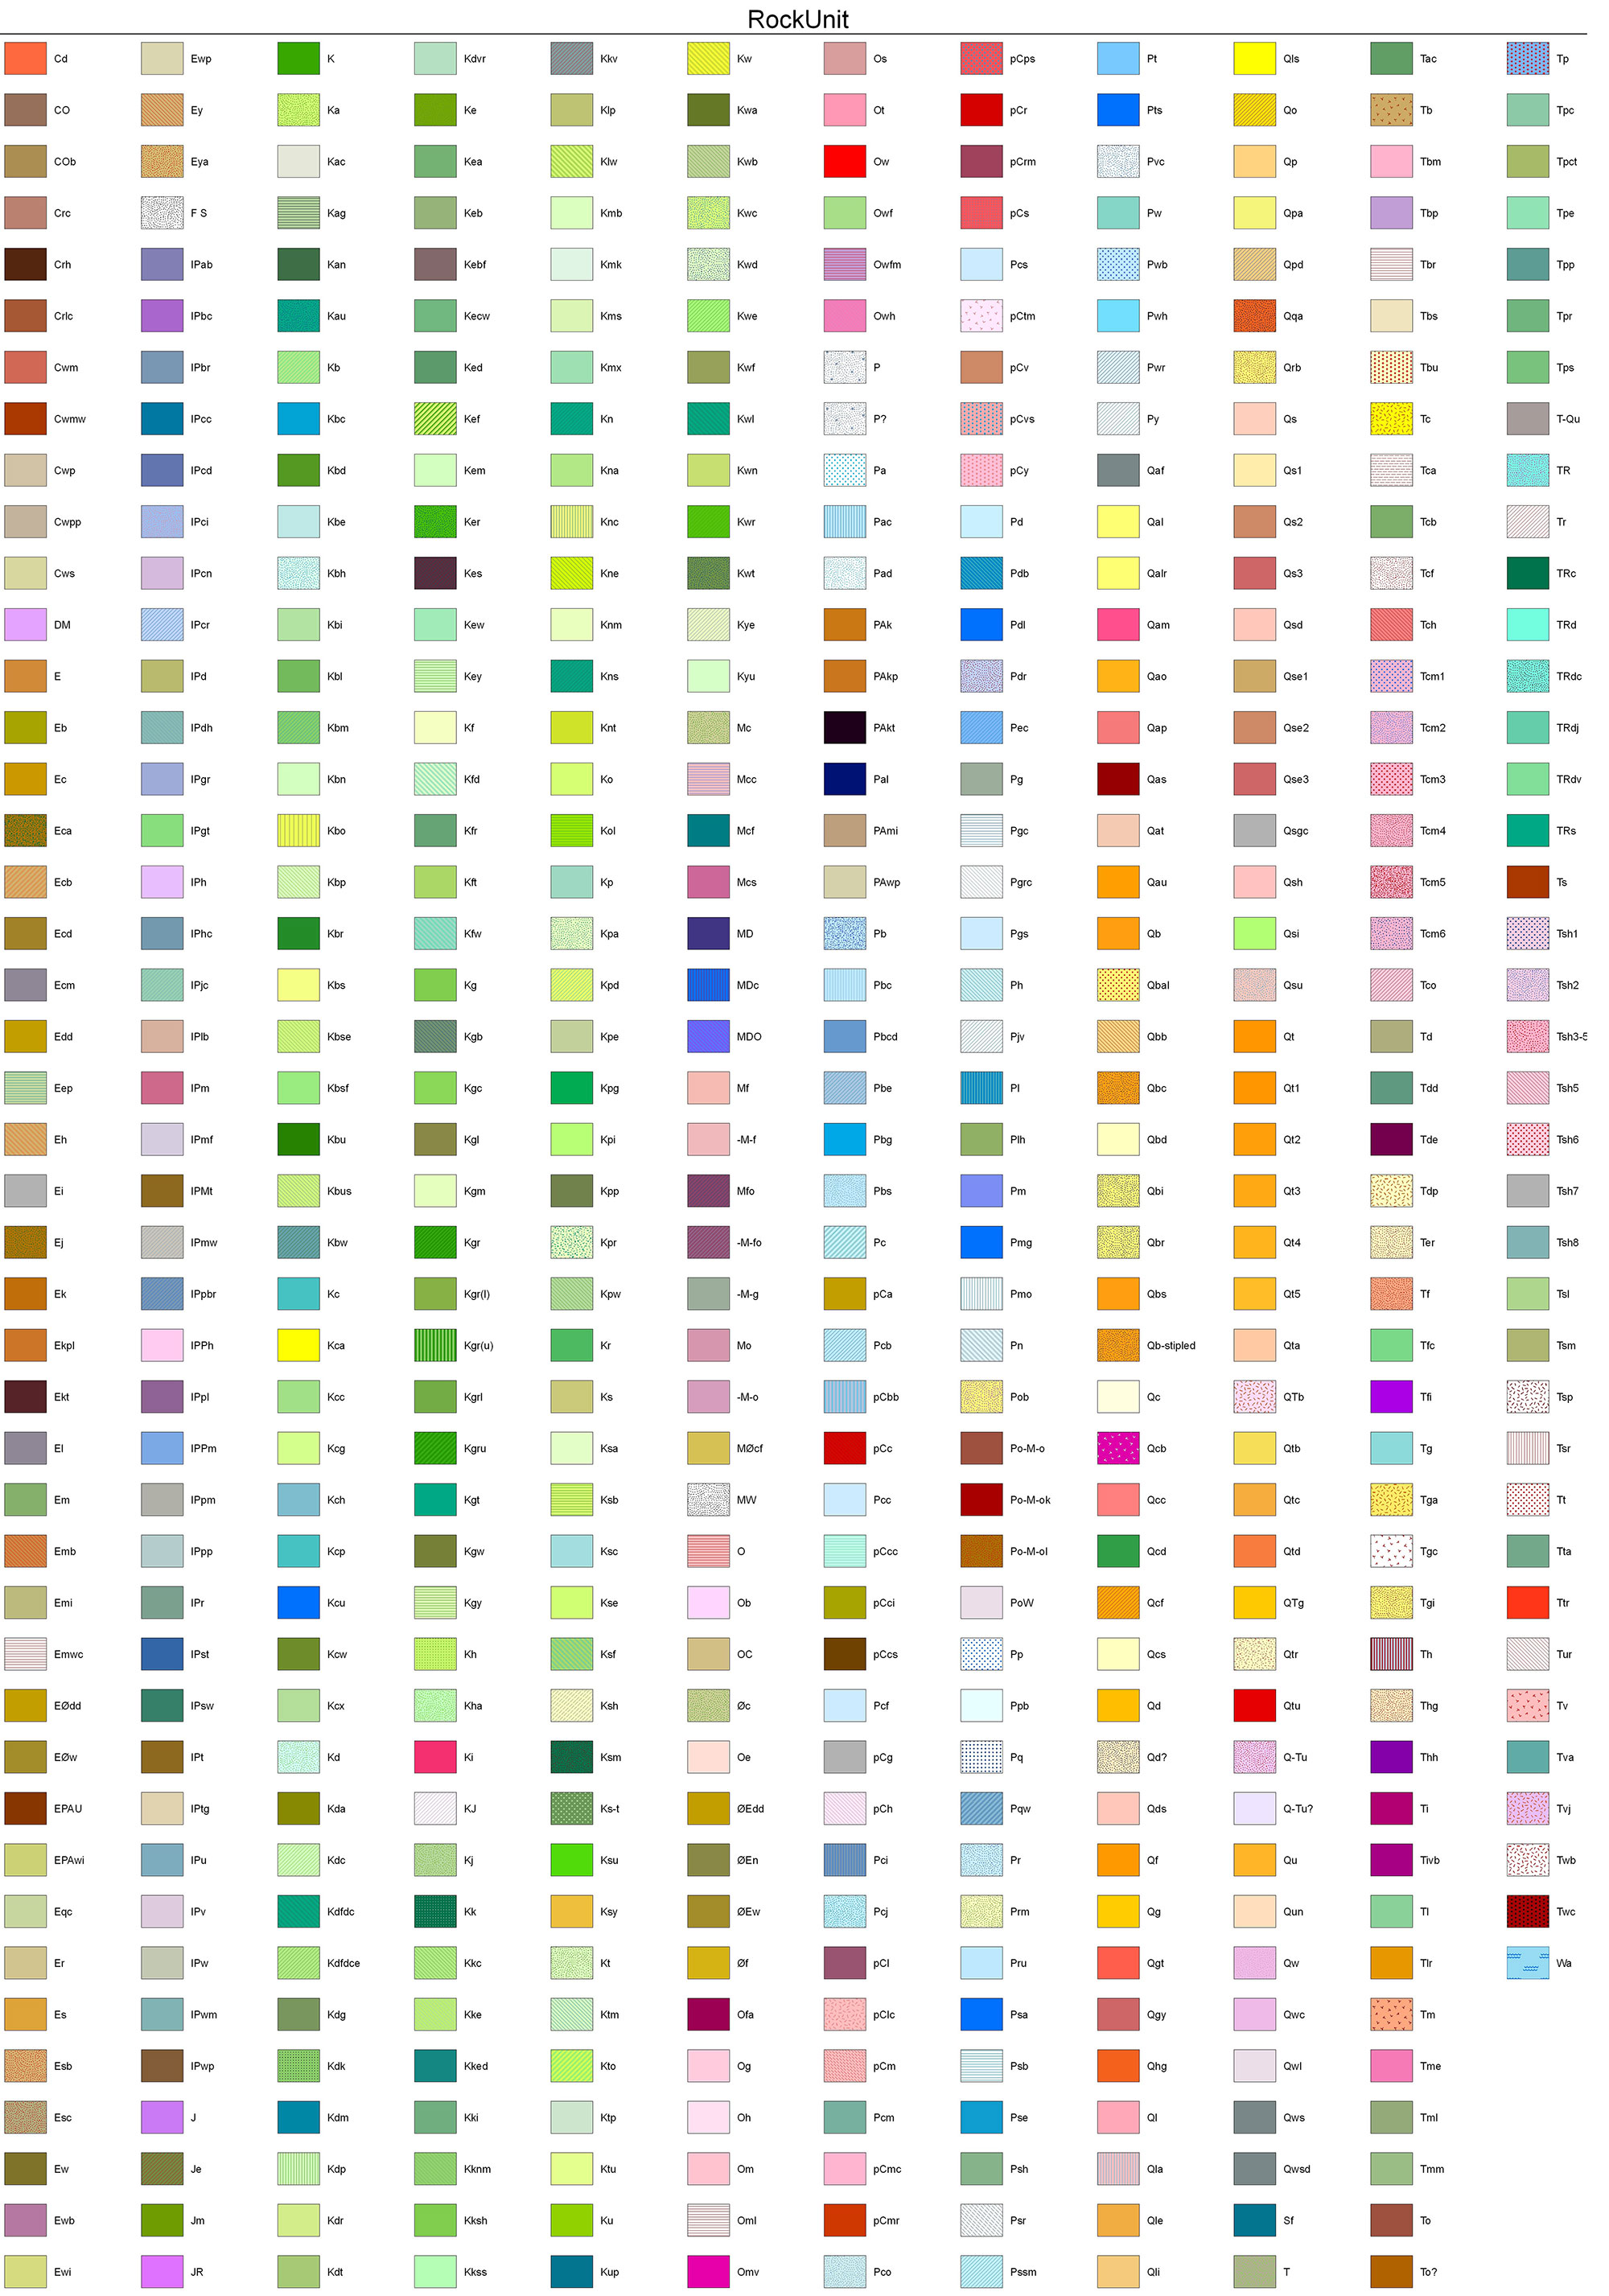 RockUnit
Cd
CO
COb
Crc
Crh
Crlc
Cwm
Cwmw
Cwp
Cwpp
Cws
DM
E
Eb
Ec
Eca
Ecb
Ecd
Ecm
Edd
Eep
Eh
Ei
Ej
Ek
Ekpl
Ekt
El
Em
Emb
Emi
Emwc
EØdd
EØw
EPAU
EPAwi
Eqc
Er
Es
Esb
Esc
Ew
Ewb
Ewi
Ewp
Ey
Eya
F S
IPab
IPbc
IPbr
IPcc
IPcd
IPci
IPcn
IPcr
IPd
IPdh
IPgr
IPgt
IPh
IPhc
IPjc
IPlb
IPm
IPmf
IPMt
IPmw
IPpbr
IPPh
IPpl
IPPm
IPpm
IPpp
IPr
IPst
IPsw
IPt
IPtg
IPu
IPv
IPw
IPwm
IPwp
J
Je
Jm
JR
K
Ka
Kac
Kag
Kan
Kau
Kb
Kbc
Kbd
Kbe
Kbh
Kbi
Kbl
Kbm
Kbn
Kbo
Kbp
Kbr
Kbs
Kbse
Kbsf
Kbu
Kbus
Kbw
Kc
Kca
Kcc
Kcg
Kch
Kcp
Kcu
Kcw
Kcx
Kd
Kda
Kdc
Kdfdc
Kdfdce
Kdg
Kdk
Kdm
Kdp
Kdr
Kdt
Kdvr
Ke
Kea
Keb
Kebf
Kecw
Ked
Kef
Kem
Ker
Kes
Kew
Key
Kf
Kfd
Kfr
Kft
Kfw
Kg
Kgb
Kgc
Kgl
Kgm
Kgr
Kgr(l)
Kgr(u)
Kgrl
Kgru
Kgt
Kgw
Kgy
Kh
Kha
Ki
KJ
Kj
Kk
Kkc
Kke
Kked
Kki
Kknm
Kksh
Kkss
Kkv
Klp
Klw
Kmb
Kmk
Kms
Kmx
Kn
Kna
Knc
Kne
Knm
Kns
Knt
Ko
Kol
Kp
Kpa
Kpd
Kpe
Kpg
Kpi
Kpp
Kpr
Kpw
Kr
Ks
Ksa
Ksb
Ksc
Kse
Ksf
Ksh
Ksm
Ks-t
Ksu
Ksy
Kt
Ktm
Kto
Ktp
Ktu
Ku
Kup
Kw
Kwa
Kwb
Kwc
Kwd
Kwe
Kwf
Kwl
Kwn
Kwr
Kwt
Kye
Kyu
Mc
Mcc
Mcf
Mcs
MD
MDc
MDO
Mf
-M-f
Mfo
-M-fo
-M-g
Mo
-M-o
MØcf
MW
O
Ob
OC
Øc
Oe
ØEdd
ØEn
ØEw
Øf
Ofa
Og
Oh
Om
Oml
Omv
Os
Ot
Ow
Owf
Owfm
Owh
P
P?
Pa
Pac
Pad
PAk
PAkp
PAkt
Pal
PAmi
PAwp
Pb
Pbc
Pbcd
Pbe
Pbg
Pbs
Pc
pCa
Pcb
pCbb
pCc
Pcc
pCcc
pCci
pCcs
Pcf
pCg
pCh
Pci
Pcj
pCl
pClc
pCm
Pcm
pCmc
pCmr
Pco
pCps
pCr
pCrm
pCs
Pcs
pCtm
pCv
pCvs
pCy
Pd
Pdb
Pdl
Pdr
Pec
Pg
Pgc
Pgrc
Pgs
Ph
Pjv
Pl
Plh
Pm
Pmg
Pmo
Pn
Pob
Po-M-o
Po-M-ok
Po-M-ol
PoW
Pp
Ppb
Pq
Pqw
Pr
Prm
Pru
Psa
Psb
Pse
Psh
Psr
Pssm
Pt
Pts
Pvc
Pw
Pwb
Pwh
Pwr
Py
Qaf
Qal
Qalr
Qam
Qao
Qap
Qas
Qat
Qau
Qb
Qbal
Qbb
Qbc
Qbd
Qbi
Qbr
Qbs
Qb-stipled
Qc
Qcb
Qcc
Qcd
Qcf
Qcs
Qd
Qd?
Qds
Qf
Qg
Qgt
Qgy
Qhg
Ql
Qla
Qle
Qli
Qls
Qo
Qp
Qpa
Qpd
Qqa
Qrb
Qs
Qs1
Qs2
Qs3
Qsd
Qse1
Qse2
Qse3
Qsgc
Qsh
Qsi
Qsu
Qt
Qt1
Qt2
Qt3
Qt4
Qt5
Qta
QTb
Qtb
Qtc
Qtd
QTg
Qtr
Qtu
Q-Tu
Q-Tu?
Qu
Qun
Qw
Qwc
Qwl
Qws
Qwsd
Sf
T
Tac
Tb
Tbm
Tbp
Tbr
Tbs
Tbu
Tc
Tca
Tcb
Tcf
Tch
Tcm1
Tcm2
Tcm3
Tcm4
Tcm5
Tcm6
Tco
Td
Tdd
Tde
Tdp
Ter
Tf
Tfc
Tfi
Tg
Tga
Tgc
Tgi
Th
Thg
Thh
Ti
Tivb
Tl
Tlr
Tm
Tme
Tml
Tmm
To
To?
Tp
Tpc
Tpct
Tpe
Tpp
Tpr
Tps
T-Qu
TR
Tr
TRc
TRd
TRdc
TRdj
TRdv
TRs
Ts
Tsh1
Tsh2
Tsh3-5
Tsh5
Tsh6
Tsh7
Tsh8
Tsl
Tsm
Tsp
Tsr
Tt
Tta
Ttr
Tur
Tv
Tva
Tvj
Twb
Twc
Wa